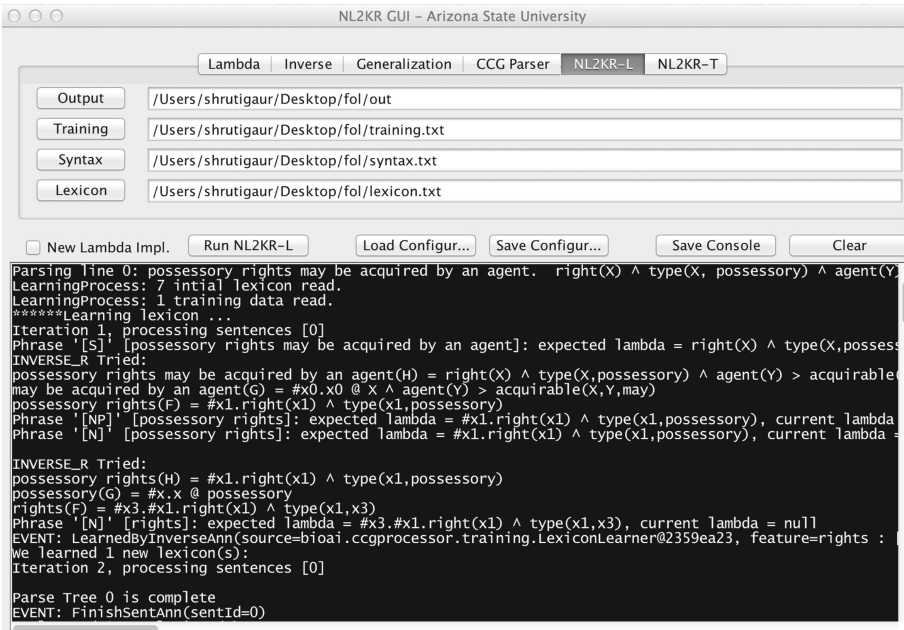 NL2KR GUI – Arizona State University
Lambda Inverse Generalization CCG Parser NL2KR-L NL2KR-T
Output /Users/shrutigaur/Desktop/fol/out
Training /Users/shrutigaur/Desktop/fol/training.txt
Syntax /Users/shrutigaur/Desktop/fol/syntax.txt
Lexicon /Users/shrutigaur/Desktop/fol/lexicon.txt
New Lambda Impl. Run NL2KR-L Load Configur... Save Configur... Save Console Clear
Parsing line 0: possessory rights may be acquired by an agent.  right(X) ^ type(X, possessory) ^ agent(Y)
LearningProcess: 7 intial lexicon read.
LearningProcess: 1 training data read.
******Learning lexicon ...
Iteration 1, processing sentences [0]
Phrase '[S]' [possessory rights may be acquired by an agent]: expected lambda = right(X) ^ type(X,possess
INVERSE_R Tried:
possessory rights may be acquired by an agent(H) = right(X) ^ type(X,possessory) ^ agent(Y) > acquirable(
may be acquired by an agent(G) = #x0.x0 @ X ^ agent(Y) > acquirable(X,Y,may)
possessory rights(F) = #x1.right(x1) ^ type(x1,possessory)
Phrase '[NP]' [possessory rights]: expected lambda = #x1.right(x1) ^ type(x1,possessory), current lambda
Phrase '[N]' [possessory rights]: expected lambda = #x1.right(x1) ^ type(x1,possessory), current lambda =
INVERSE_R Tried:
possessory rights(H) = #x1.right(x1) ^ type(x1,possessory)
possessory(G) = #x.x @ possessory
rights(F) = #x3.#x1.right(x1) ^ type(x1,x3)
Phrase '[N]' [rights]: expected lambda = #x3.#x1.right(x1) ^ type(x1,x3), current lambda = null
EVENT: LearnedByInverseAnn(source=bioai.ccgprocessor.training.LexiconLearner@2359ea23, feature=rights : [
We learned 1 new lexicon(s):
Iteration 2, processing sentences [0]
Parse Tree 0 is complete
EVENT: FinishSentAnn(sentId=0)